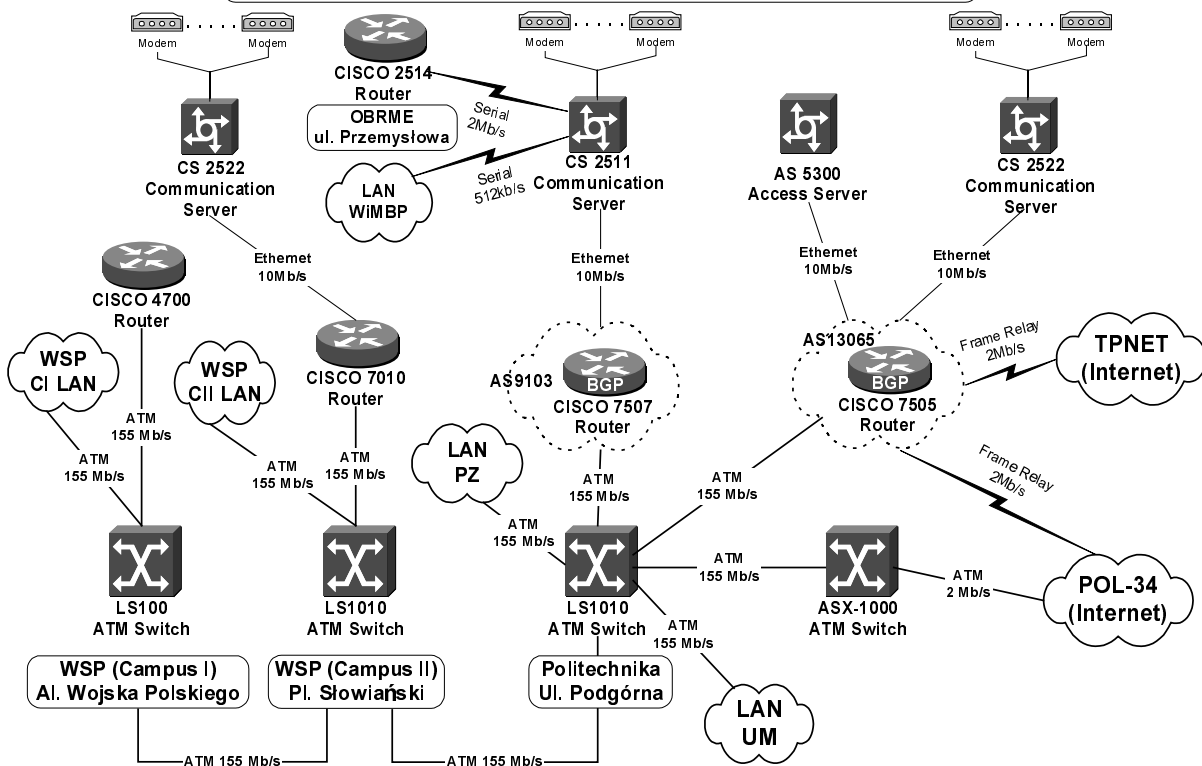 Modem
Modem
Modem
Modem
Modem
Modem
CISCO 2514
Router
OBRME
ul. Przemysłowa
Serial
2Mb/s
Serial
512kb/s
LAN
WiMBP
CS 2522
Communication
Server
CS 2511
Communication
Server
AS 5300
Access Server
CS 2522
Communication
Server
Ethernet
10Mb/s
Ethernet
10Mb/s
Ethernet
10Mb/s
Ethernet
10Mb/s
CISCO 4700
Router
WSP
CI LAN
WSP
CII LAN
CISCO 7010
Router
AS9103
BGP
CISCO 7507
Router
AS13065
BGP
CISCO 7505
Router
Frame Relay
2Mb/s
TPNET
(Internet)
ATM
155 Mb/s
ATM
155 Mb/s
ATM
155 Mb/s
ATM
155 Mb/s
LAN
PZ
ATM
155 Mb/s
ATM
155 Mb/s
ATM
155 Mb/s
Frame Relay
2Mb/s
ATM
155 Mb/s
ATM
2 Mb/s
POL-34
(Internet)
LS100
ATM Switch
LS1010
ATM Switch
LS1010
ATM Switch
ASX-1000
ATM Switch
ATM
155 Mb/s
WSP (Campus I)
Al. Wojska Polskiego
WSP (Campus II)
Pl. Słowiański
Politechnika
Ul. Podgórna
LAN
UM
ATM 155 Mb/s
ATM 155 Mb/s